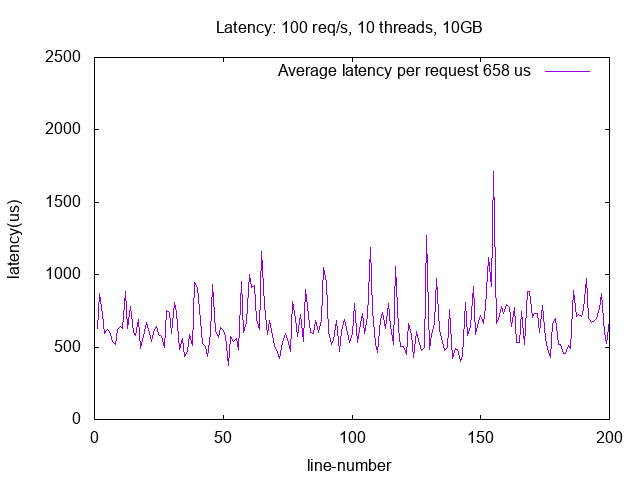 Latency: 100 req/s, 10 threads, 10GB
Average latency per request 658 us
2500
2000
1500
1000
500
0
latency(us)
0 50 100 150 200
line-number